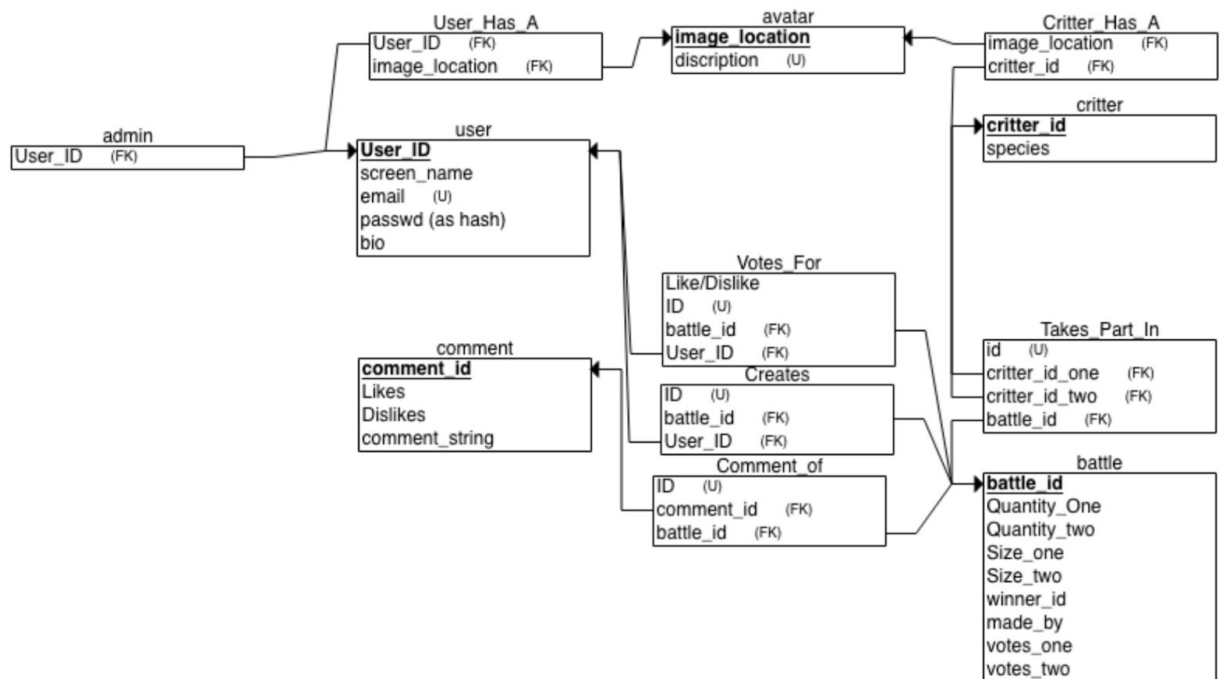 User_Has_A
User_ID (FK)
image_location (FK)
avatar
image_location
discription (U)
Critter_Has_A
image_location (FK)
critter_id (FK)
critter
critter_id
species
admin
User_ID (FK)
user
User_ID
screen_name
email (U)
passwd (as hash)
bio
Votes_For
Like/Dislike
ID (U)
battle_id (FK)
User_ID (FK)
Takes_Part_In
id (U)
critter_id_one (FK)
critter_id_two (FK)
battle_id (FK)
comment
comment_id
Likes
Dislikes
comment_string
Creates
ID (U)
battle_id (FK)
User_ID (FK)
Comment_of
ID (U)
comment_id (FK)
battle_id (FK)
battle
battle_id
Quantity_One
Quantity_two
Size_one
Size_two
winner_id
made_by
votes_one
votes_two